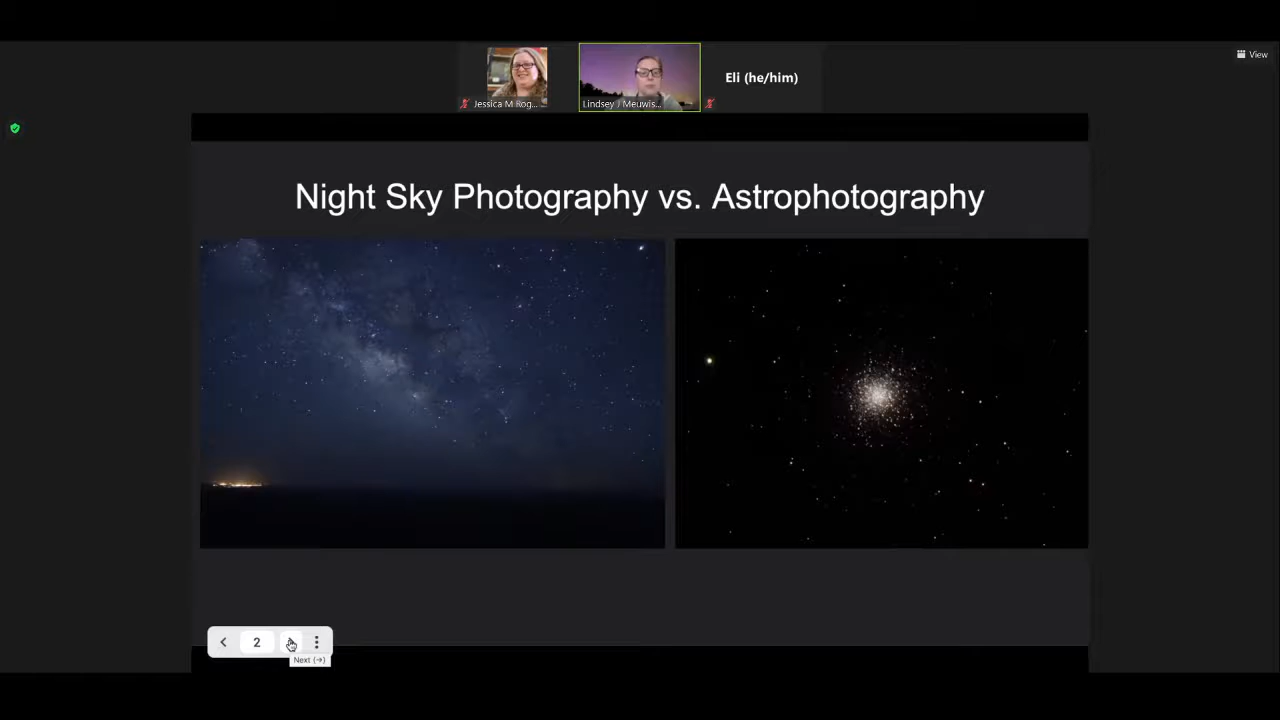 View
Eli (he/him)
Jessica M Rog...
Lindsey J Meuwis...
Night Sky Photography vs. Astrophotography
2
Next (→)